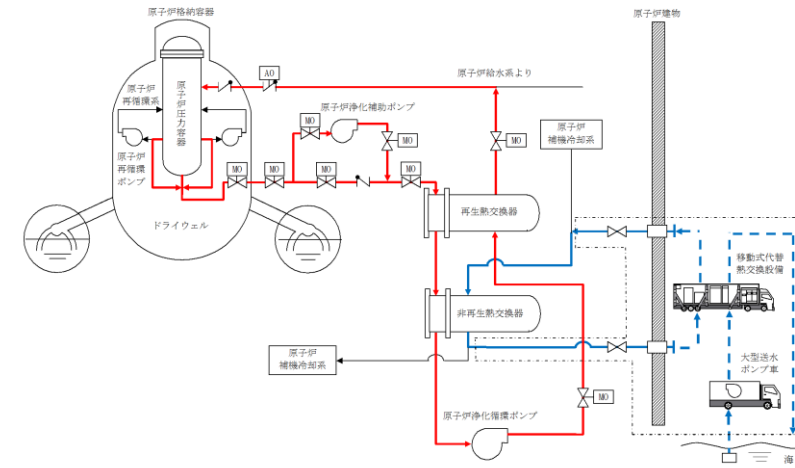 原子炉格納容器
原子炉建物
AO
原子炉給水系より
原子炉
再循環系
原子炉圧力容器
原子炉浄化補助ポンプ
MO
MO
MO
原子炉
補機冷却系
原子炉
再循環
ポンプ
MO
MO
MO
MO
ドライウェル
再生熱交換器
移動式代替
熱交換設備
非再生熱交換器
原子炉
補機冷却系
大型送水
ポンプ車
MO
原子炉浄化循環ポンプ
海